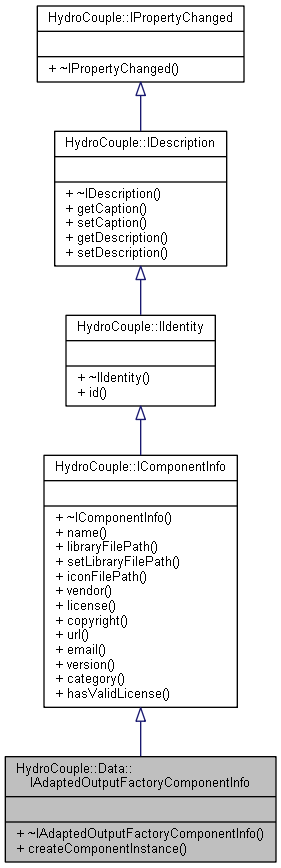 HydroCouple::IPropertyChanged
+ ~IPropertyChanged()
HydroCouple::IDescription
+ ~IDescription()
+ getCaption()
+ setCaption()
+ getDescription()
+ setDescription()
HydroCouple::IIdentity
+ ~IIdentity()
+ id()
HydroCouple::IComponentInfo
+ ~IComponentInfo()
+ name()
+ libraryFilePath()
+ setLibraryFilePath()
+ iconFilePath()
+ vendor()
+ license()
+ copyright()
+ url()
+ email()
+ version()
+ category()
+ hasValidLicense()
HydroCouple::Data::
IAdaptedOutputFactoryComponentInfo
+ ~IAdaptedOutputFactoryComponentInfo()
+ createComponentInstance()